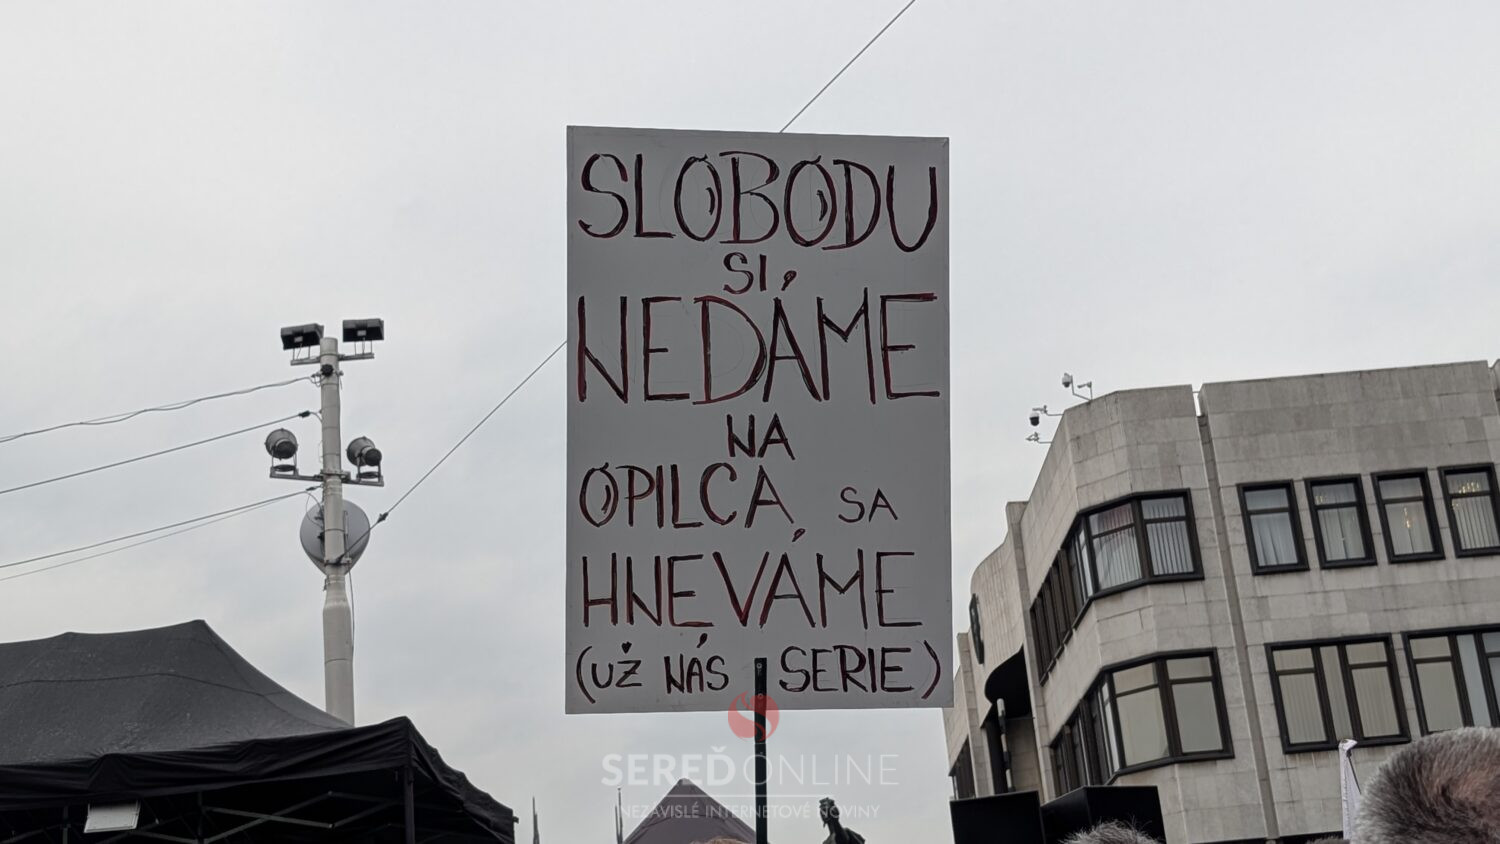 SLOBODU
SI
NEDÁME
NA
OPILCA SA
HNEVÁME
(UŽ NÁS SERIE)
SEREĎONLINE
NEZÁVISLÉ INTERNETOVÉ NOVINY